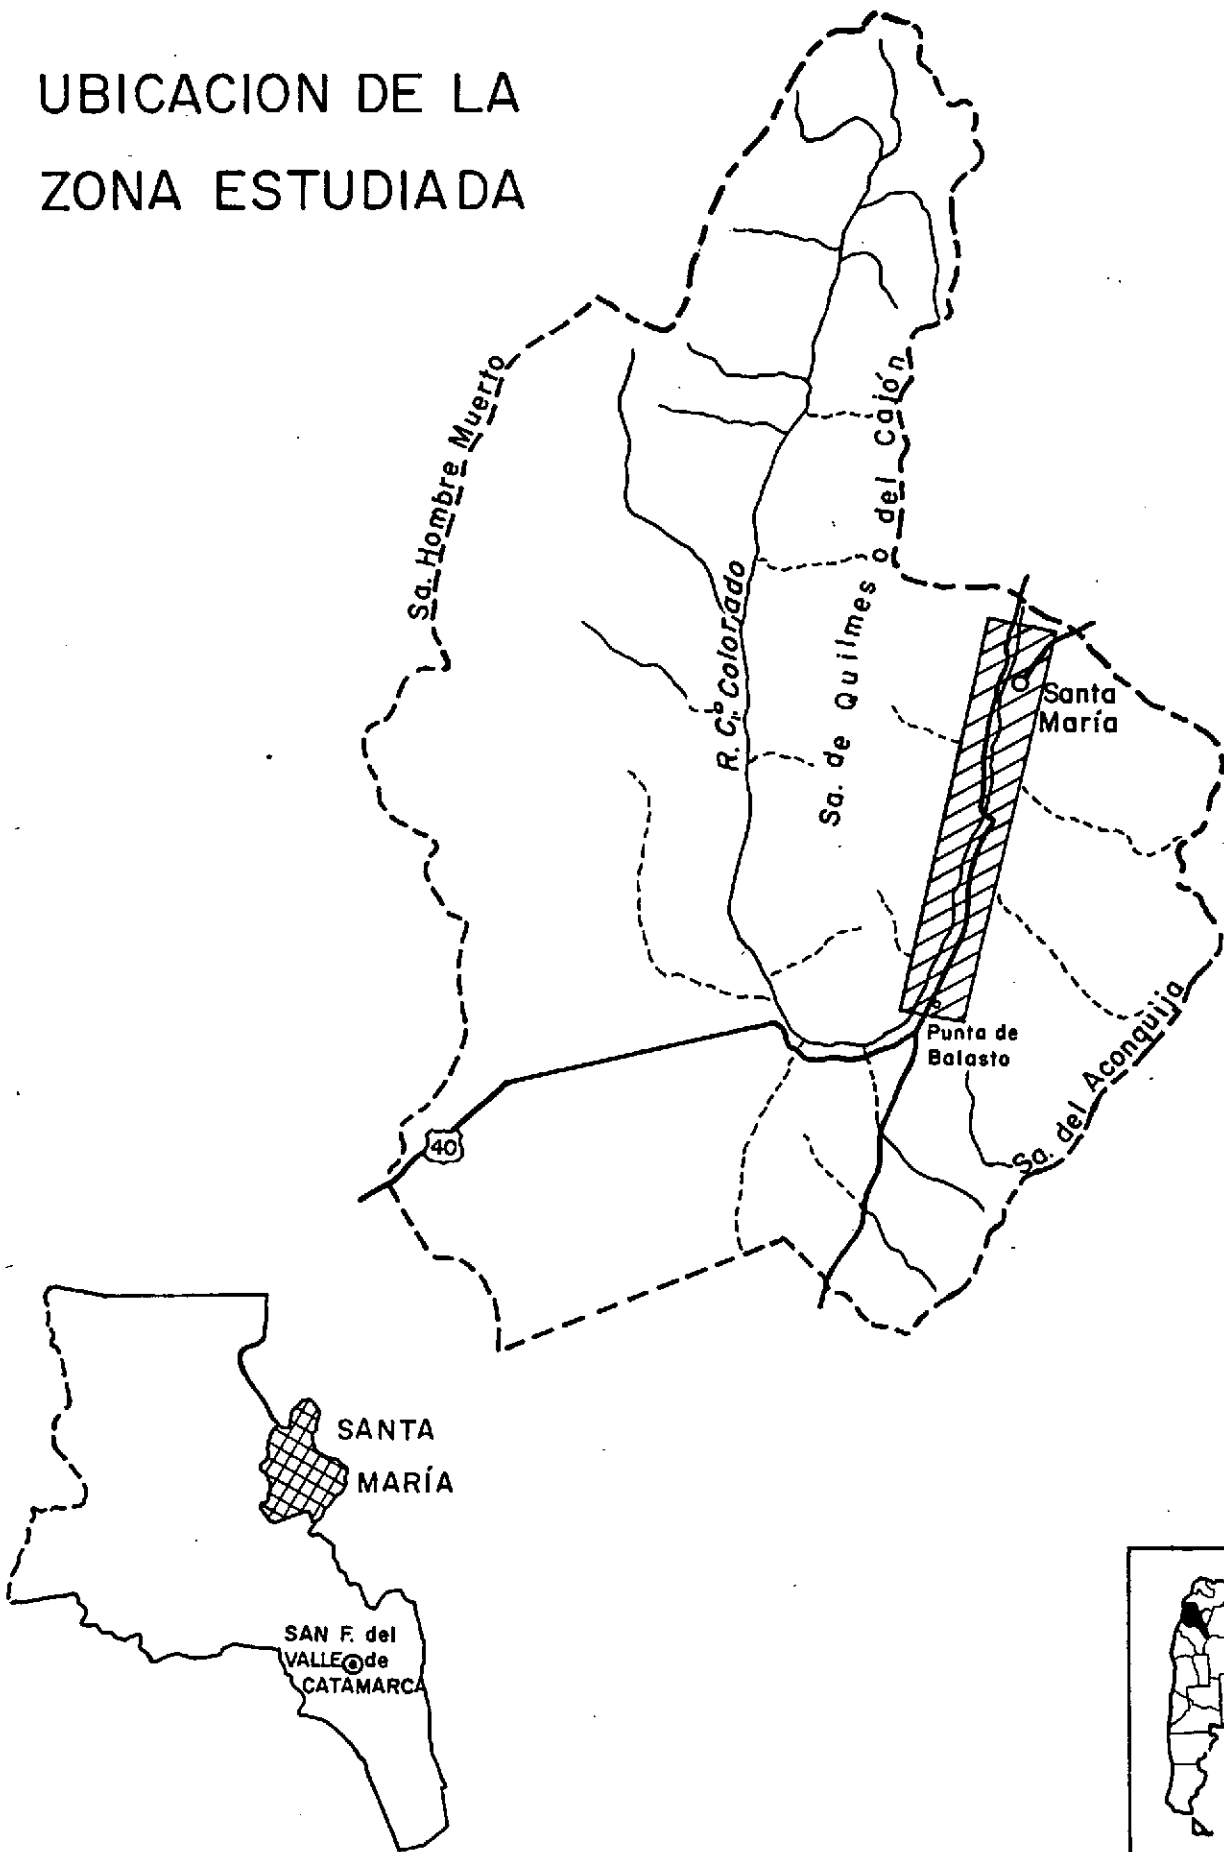 UBICACION DE LA
ZONA ESTUDIADA
Sa. Hombre Muerto
Sa. de Quilmes o del Cajón
R. Cº Colorado
Santa
María
Punta de
Balasto
Sa. del Aconquija
40
SANTA
MARÍA
SAN F. del
VALLE de
CATAMARCA